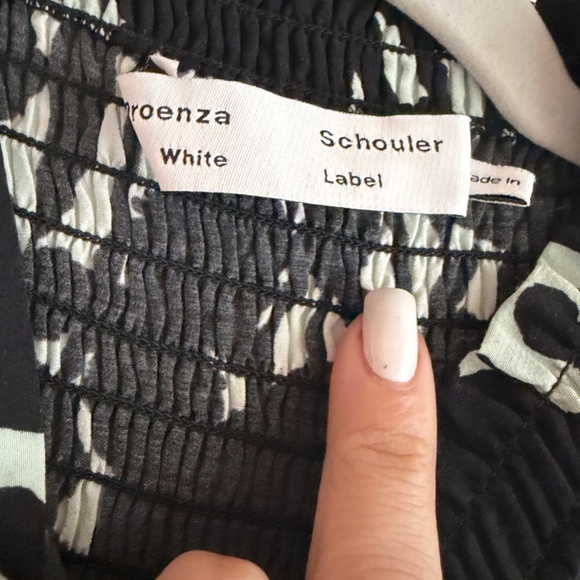 roenza Schouler
White Label
ade in